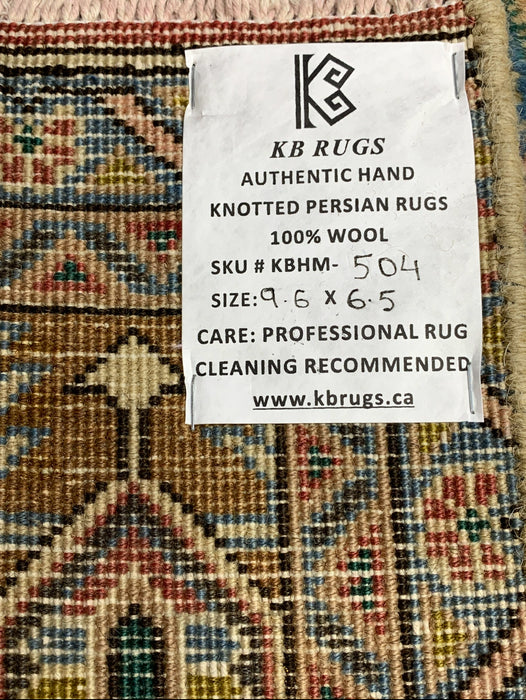 KB RUGS
AUTHENTIC HAND
KNOTTED PERSIAN RUGS
100% WOOL
SKU # KBHM- 504
SIZE: 9.6 X 6.5
CARE: PROFESSIONAL RUG
CLEANING RECOMMENDED
www.kbrugs.ca